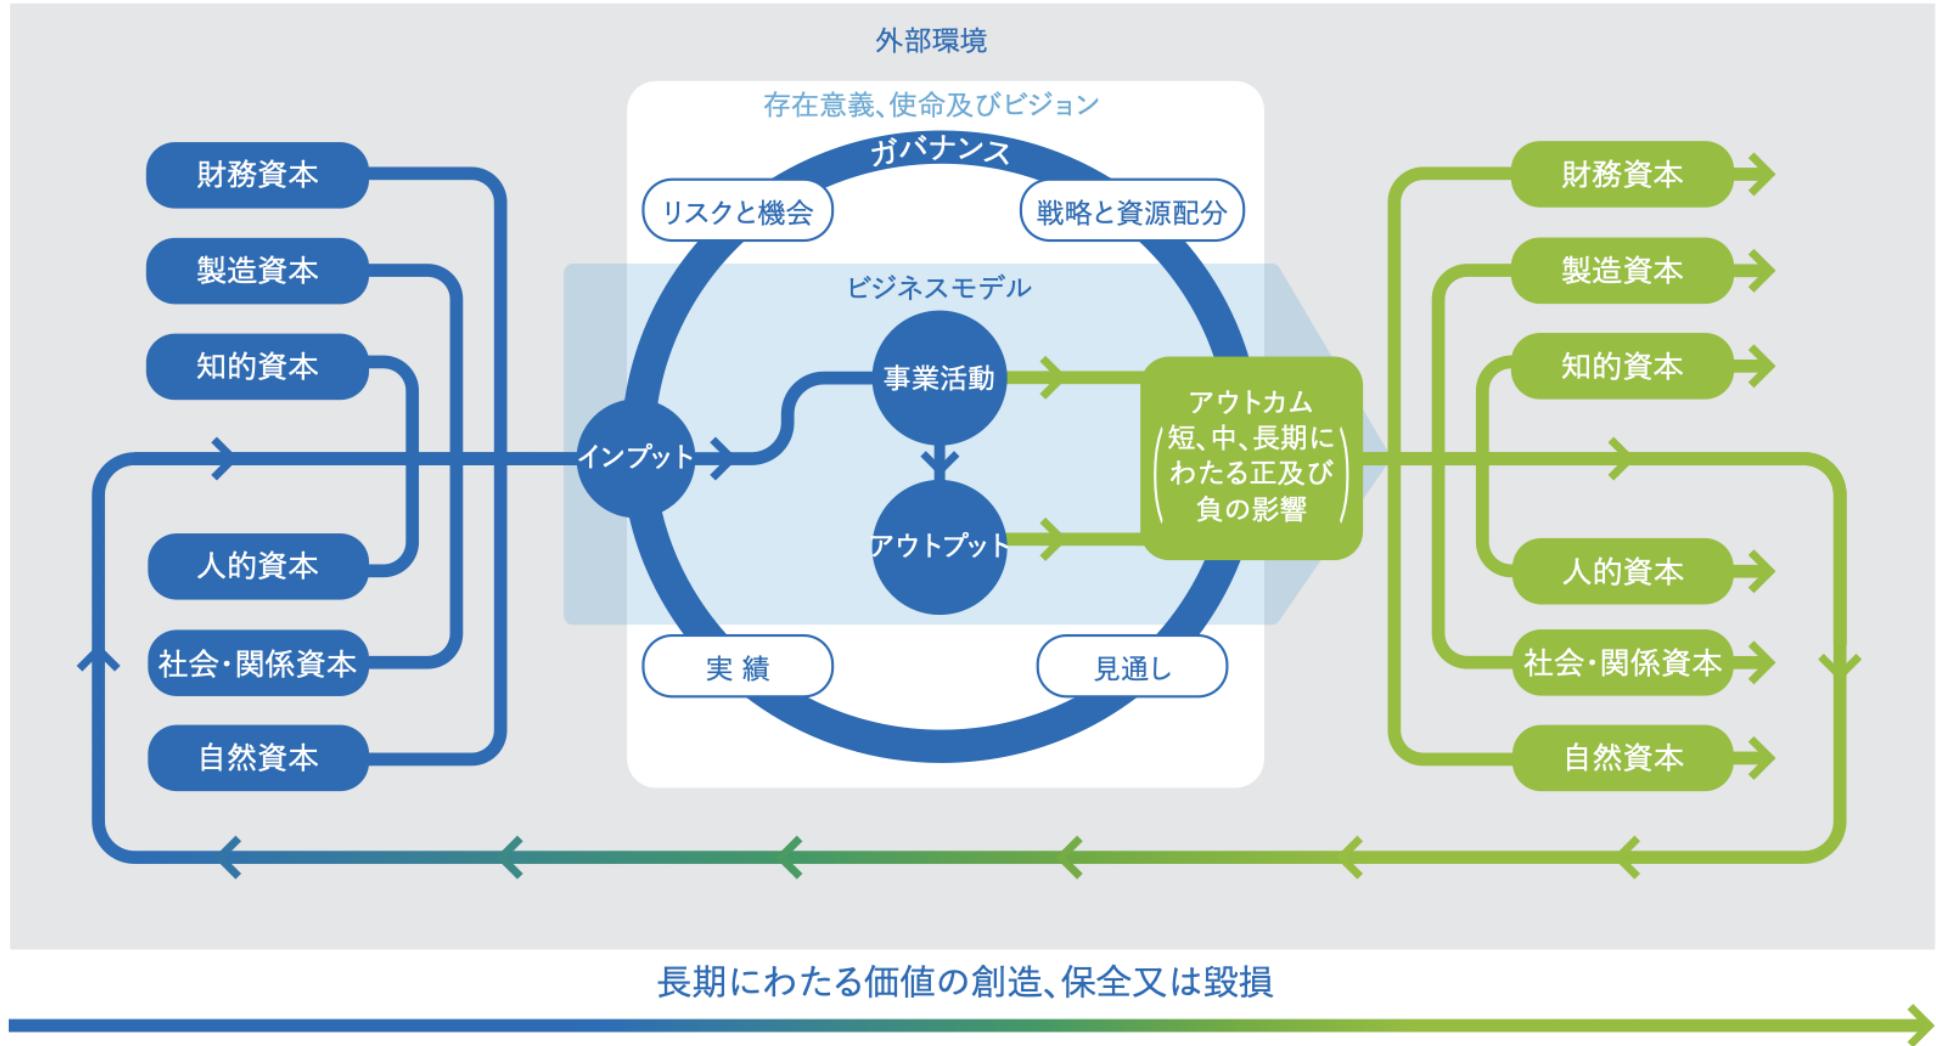 外部環境
存在意義、使命及びビジョン
ガバナンス
リスクと機会
戦略と資源配分
ビジネスモデル
財務資本
製造資本
知的資本
人的資本
社会・関係資本
自然資本
インプット
事業活動
アウトプット
アウトカム
(短、中、長期に
わたる正及び
負の影響)
実 績
見通し
財務資本
製造資本
知的資本
人的資本
社会・関係資本
自然資本
長期にわたる価値の創造、保全又は毀損